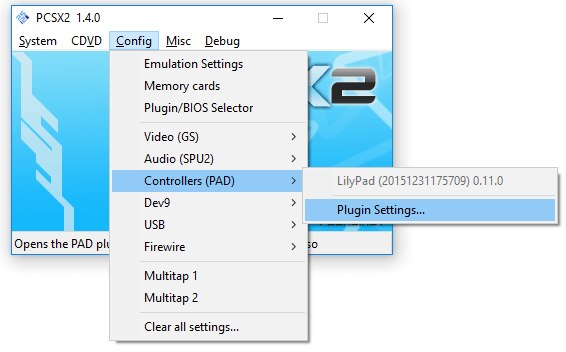 PCSX2 1.4.0
System CDVD Config Misc Debug
Emulation Settings
Memory cards
Plugin/BIOS Selector
Video (GS)
Audio (SPU2)
Controllers (PAD)
LilyPad (20151231175709) 0.11.0
Dev9
Plugin Settings...
USB
Firewire
Opens the PAD plu
so
Multitap 1
Multitap 2
Clear all settings...
X2